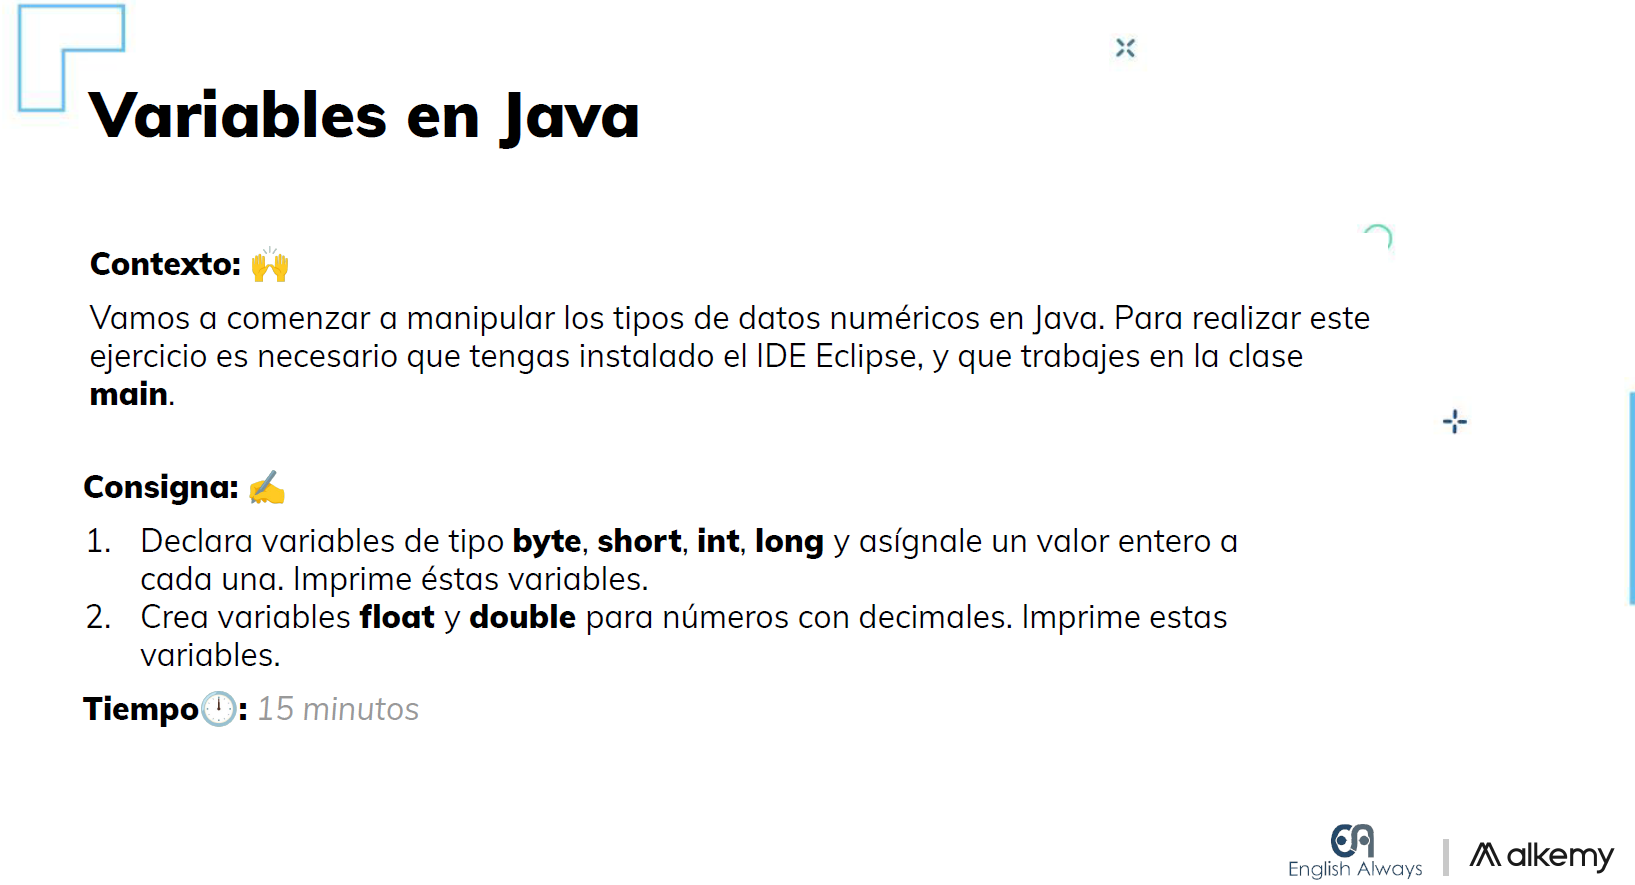 Variables en Java
Contexto: 🙌
Vamos a comenzar a manipular los tipos de datos numéricos en Java. Para realizar este
ejercicio es necesario que tengas instalado el IDE Eclipse, y que trabajes en la clase
main.
Consigna: ✍️
1. Declara variables de tipo byte, short, int, long y asígnale un valor entero a
cada una. Imprime éstas variables.
2. Crea variables float y double para números con decimales. Imprime estas
variables.
Tiempo🕛: 15 minutos
EA
English Always
alkemy